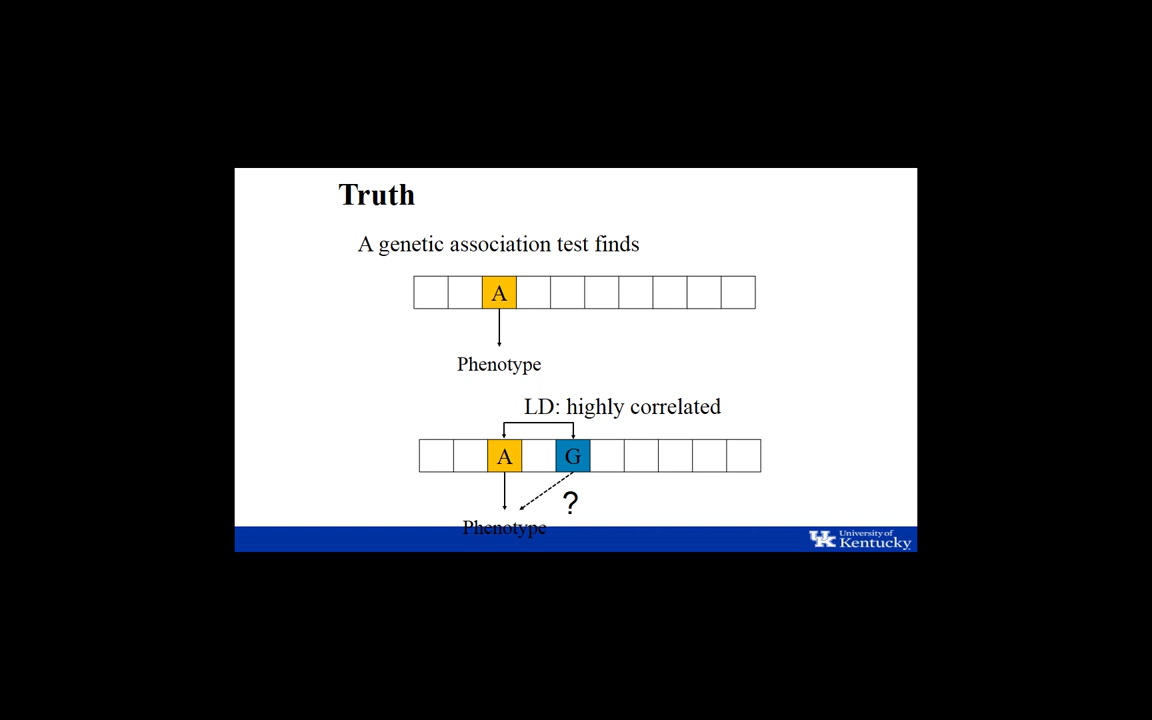 Truth
A genetic association test finds
A
Phenotype
LD: highly correlated
A G
?
Phenotype
UK University of
Kentucky